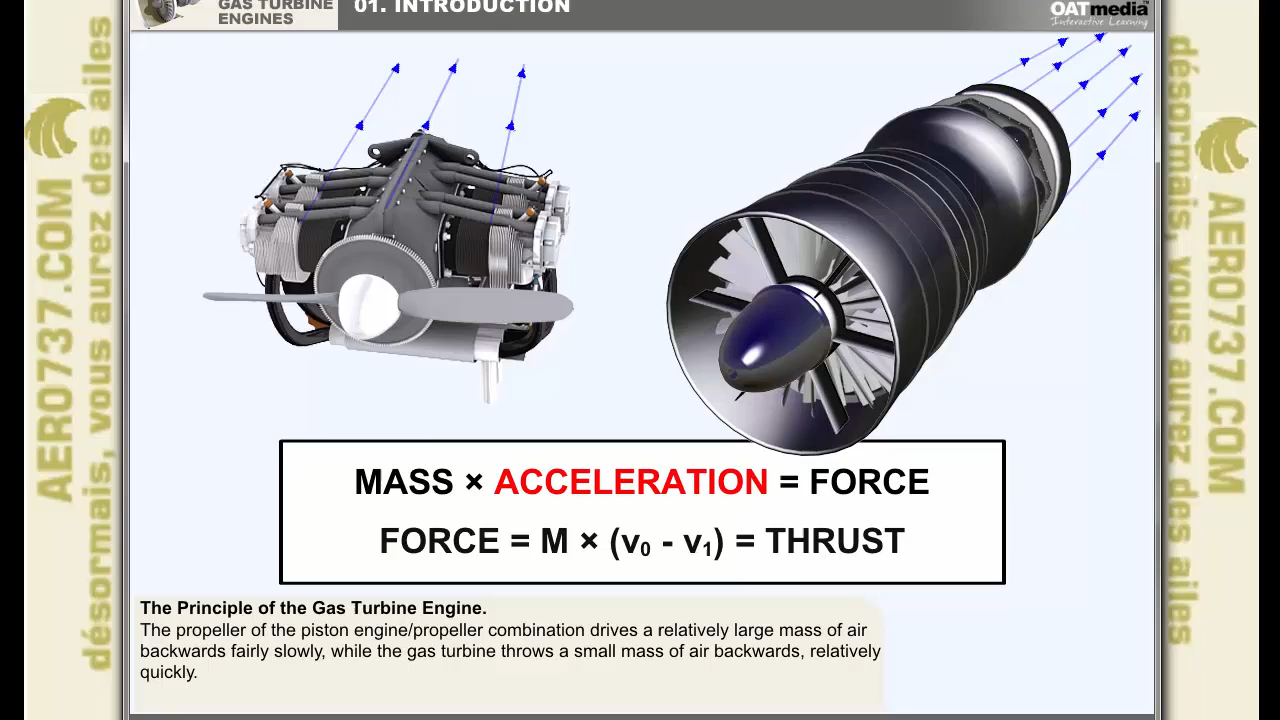 GAS TURBINE
ENGINES
01. INTRODUCTION
OATmedia
Interactive Learning
AERO737.COM
désormais, vous aurez des ailes
AERO737.COM
désormais, vous aurez des ailes
MASS × ACCELERATION = FORCE
FORCE = M × (v₀ - v₁) = THRUST
The Principle of the Gas Turbine Engine.
The propeller of the piston engine/propeller combination drives a relatively large mass of air
backwards fairly slowly, while the gas turbine throws a small mass of air backwards, relatively
quickly.